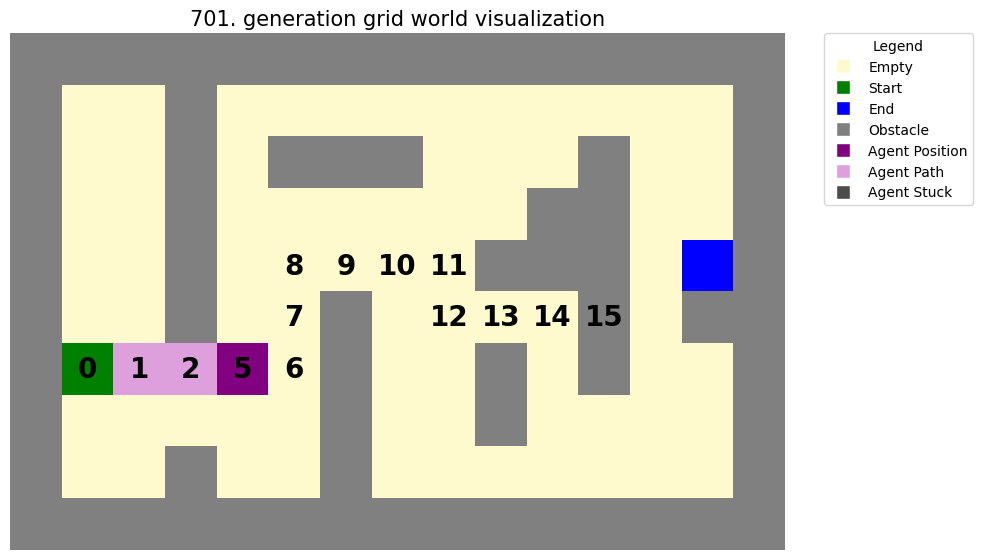 701. generation grid world visualization
Legend
Empty
Start
End
Obstacle
Agent Position
Agent Path
Agent Stuck
8 9 10 11
7 12 13 14 15
0 1 2 5 6